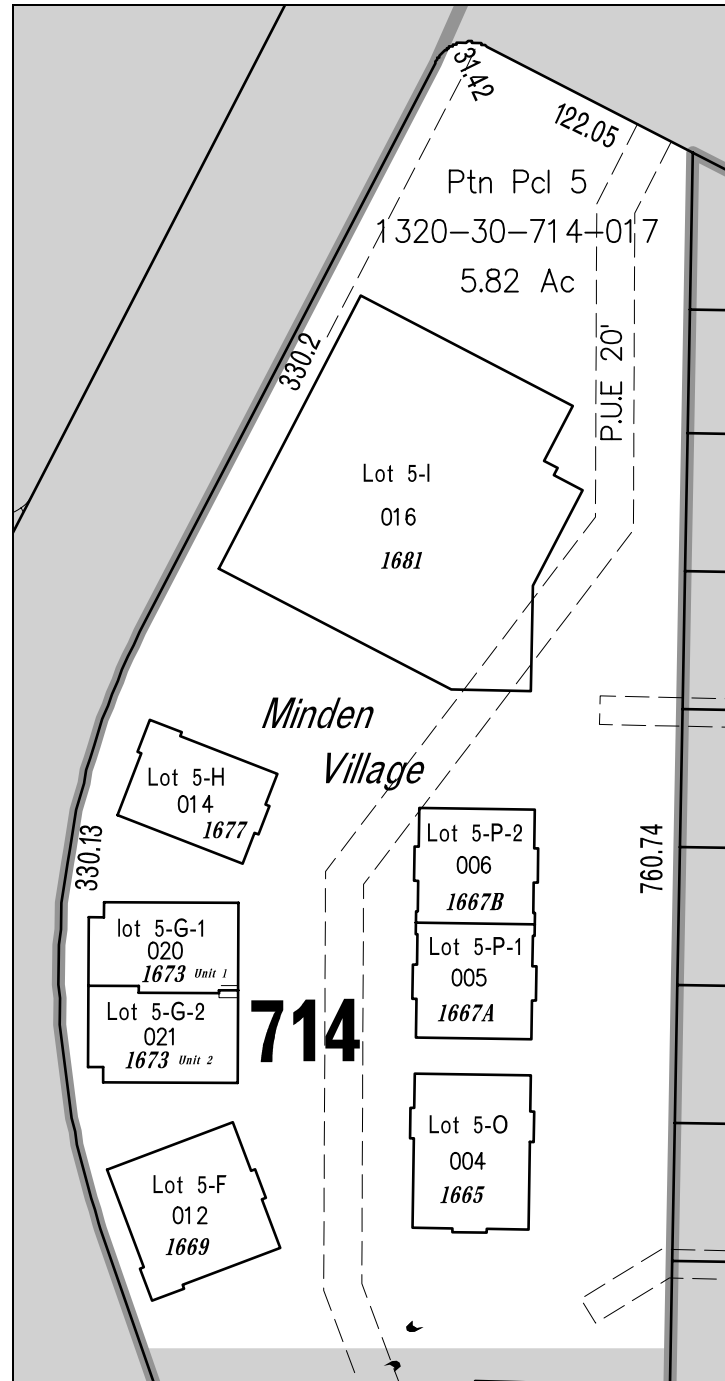 31.42
122.05
Ptn Pcl 5
1320-30-714-017
5.82 Ac
330.2
P.U.E 20'
Lot 5-I
016
1681
Minden
Village
Lot 5-H
014
1677
330.13
760.74
Lot 5-P-2
006
1667B
lot 5-G-1
020
1673 Unit 1
Lot 5-P-1
005
1667A
Lot 5-G-2
021
1673 Unit 2
714
Lot 5-O
004
1665
Lot 5-F
012
1669